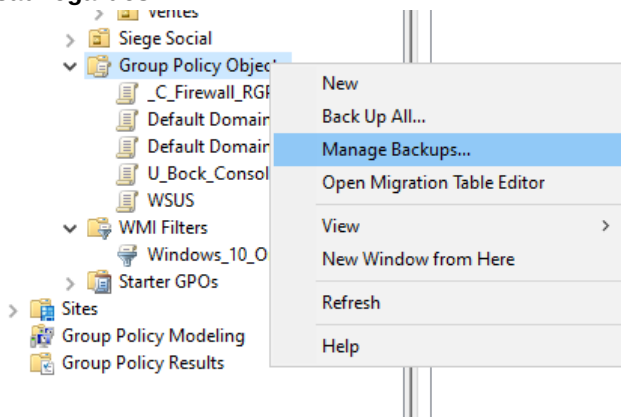 Ventes
Siege Social
Group Policy Objec
_C_Firewall_RGP
Default Domain
Default Domain
U_Bock_Consol
WSUS
WMI Filters
Windows_10_O
Starter GPOs
Sites
Group Policy Modeling
Group Policy Results
New
Back Up All...
Manage Backups...
Open Migration Table Editor
View
New Window from Here
Refresh
Help